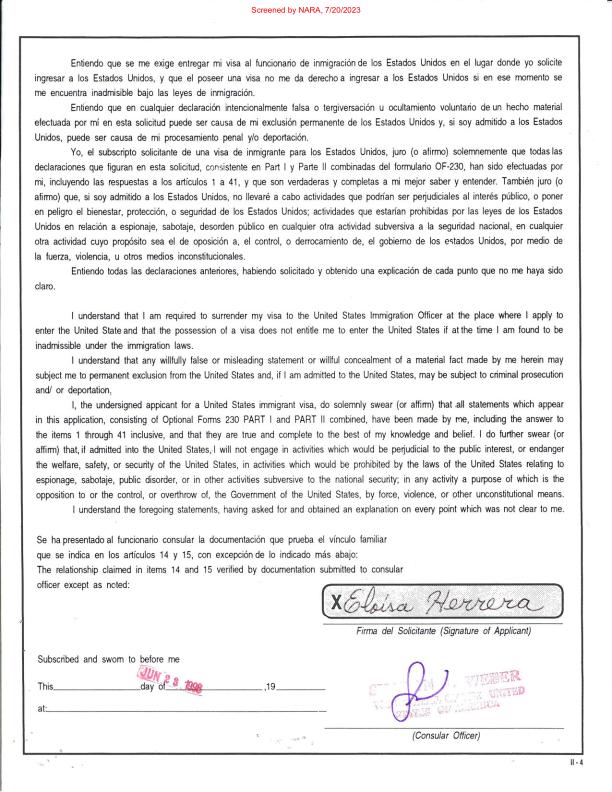 Screened by NARA, 7/20/2023
Entiendo que se me exige entregar mi visa al funcionario de inmigración de los Estados Unidos en el lugar donde yo solicite
ingresar a los Estados Unidos, y que el poseer una visa no me da derecho a ingresar a los Estados Unidos si en ese momento se
me encuentra inadmisible bajo las leyes de inmigración.
Entiendo que en cualquier declaración intencionalmente falsa o tergiversación u ocultamiento voluntario de un hecho material
efectuada por mí en esta solicitud puede ser causa de mi exclusión permanente de los Estados Unidos y, si soy admitido a los Estados
Unidos, puede ser causa de mi procesamiento penal y/o deportación.
Yo, el subscripto solicitante de una visa de inmigrante para los Estados Unidos, juro (o afirmo) solemnemente que todas las
declaraciones que figuran en esta solicitud, consistente en Part I y Parte II combinadas del formulario OF-230, han sido efectuadas por
mi, incluyendo las respuestas a los artículos 1 a 41, y que son verdaderas y completas a mi mejor saber y entender. También juro (o
afirmo) que, si soy admitido a los Estados Unidos, no llevaré a cabo actividades que podrían ser perjudiciales al interés público, o poner
en peligro el bienestar, protección, o seguridad de los Estados Unidos; actividades que estarían prohibidas por las leyes de los Estados
Unidos en relación a espionaje, sabotaje, desorden público en cualquier otra actividad subversiva a la seguridad nacional, en cualquier
otra actividad cuyo propósito sea el de oposición a, el control, o derrocamiento de, el gobierno de los estados Unidos, por medio de
la fuerza, violencia, u otros medios inconstitucionales.
Entiendo todas las declaraciones anteriores, habiendo solicitado y obtenido una explicación de cada punto que no me haya sido
claro.
I understand that I am required to surrender my visa to the United States Immigration Officer at the place where I apply to
enter the United State and that the possession of a visa does not entitle me to enter the United States if at the time I am found to be
inadmissible under the immigration laws.
I understand that any willfully false or misleading statement or willful concealment of a material fact made by me herein may
subject me to permanent exclusion from the United States and, if I am admitted to the United States, may be subject to criminal prosecution
and/ or deportation,
I, the undersigned appicant for a United States immigrant visa, do solemnly swear (or affirm) that all statements which appear
in this application, consisting of Optional Forms 230 PART I and PART II combined, have been made by me, including the answer to
the items 1 through 41 inclusive, and that they are true and complete to the best of my knowledge and belief. I do further swear (or
affirm) that, if admitted into the United States, I will not engage in activities which would be perjudicial to the public interest, or endanger
the welfare, safety, or security of the United States, in activities which would be prohibited by the laws of the United States relating to
espionage, sabotaje, public disorder, or in other activities subversive to the national security; in any activity a purpose of which is the
opposition to or the control, or overthrow of, the Government of the United States, by force, violence, or other unconstitutional means.
I understand the foregoing statements, having asked for and obtained an explanation on every point which was not clear to me.
Se ha presentado al funcionario consular la documentación que prueba el vínculo familiar
que se indica en los artículos 14 y 15, con excepción de lo indicado más abajo:
The relationship claimed in items 14 and 15 verified by documentation submitted to consular
officer except as noted:
X Eloisa Herrera
Firma del Solicitante (Signature of Applicant)
Subscribed and sworn to before me
JUN 23 1998
This day of ,19
at:
WEBER
UNITED
STATES OF AMERICA
(Consular Officer)
II - 4